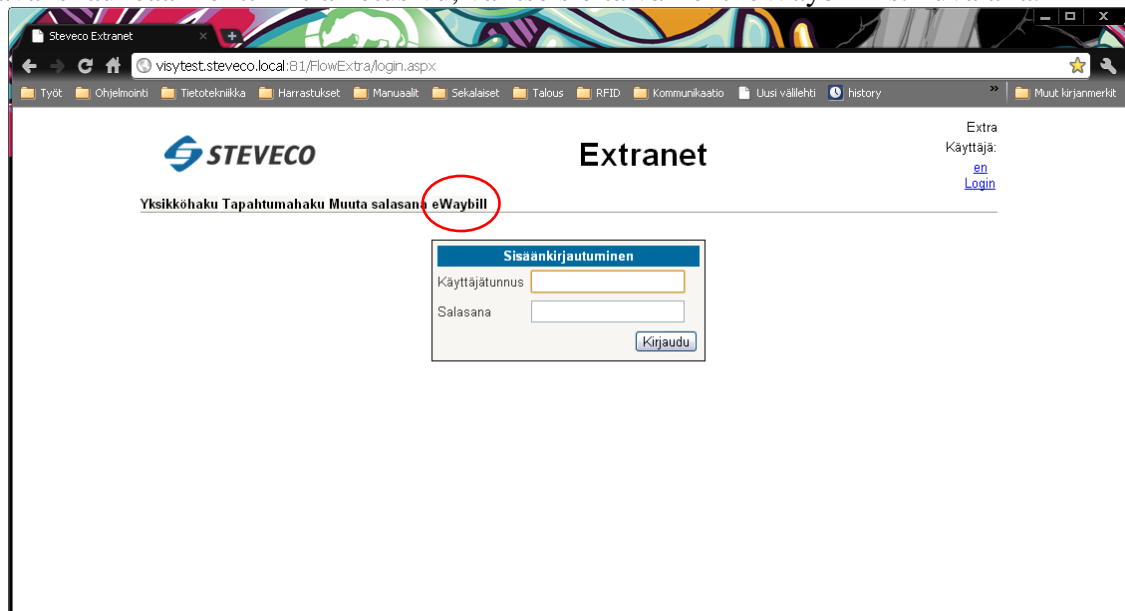 Steveco Extranet
visytest.steveco.local:81/FlowExtra/login.aspx
Työt Ohjelmointi Tietotekniikka Harrastukset Manuaalit Sekalaiset Talous RFID Kommunikaatio Uusi välilehti history » Muut kirjanmerkit
STEVECO
Extranet
Extra
Käyttäjä:
en
Login
Yksikköhaku Tapahtumahaku Muuta salasana eWaybill
Sisäänkirjautuminen
Käyttäjätunnus
Salasana
Kirjaudu